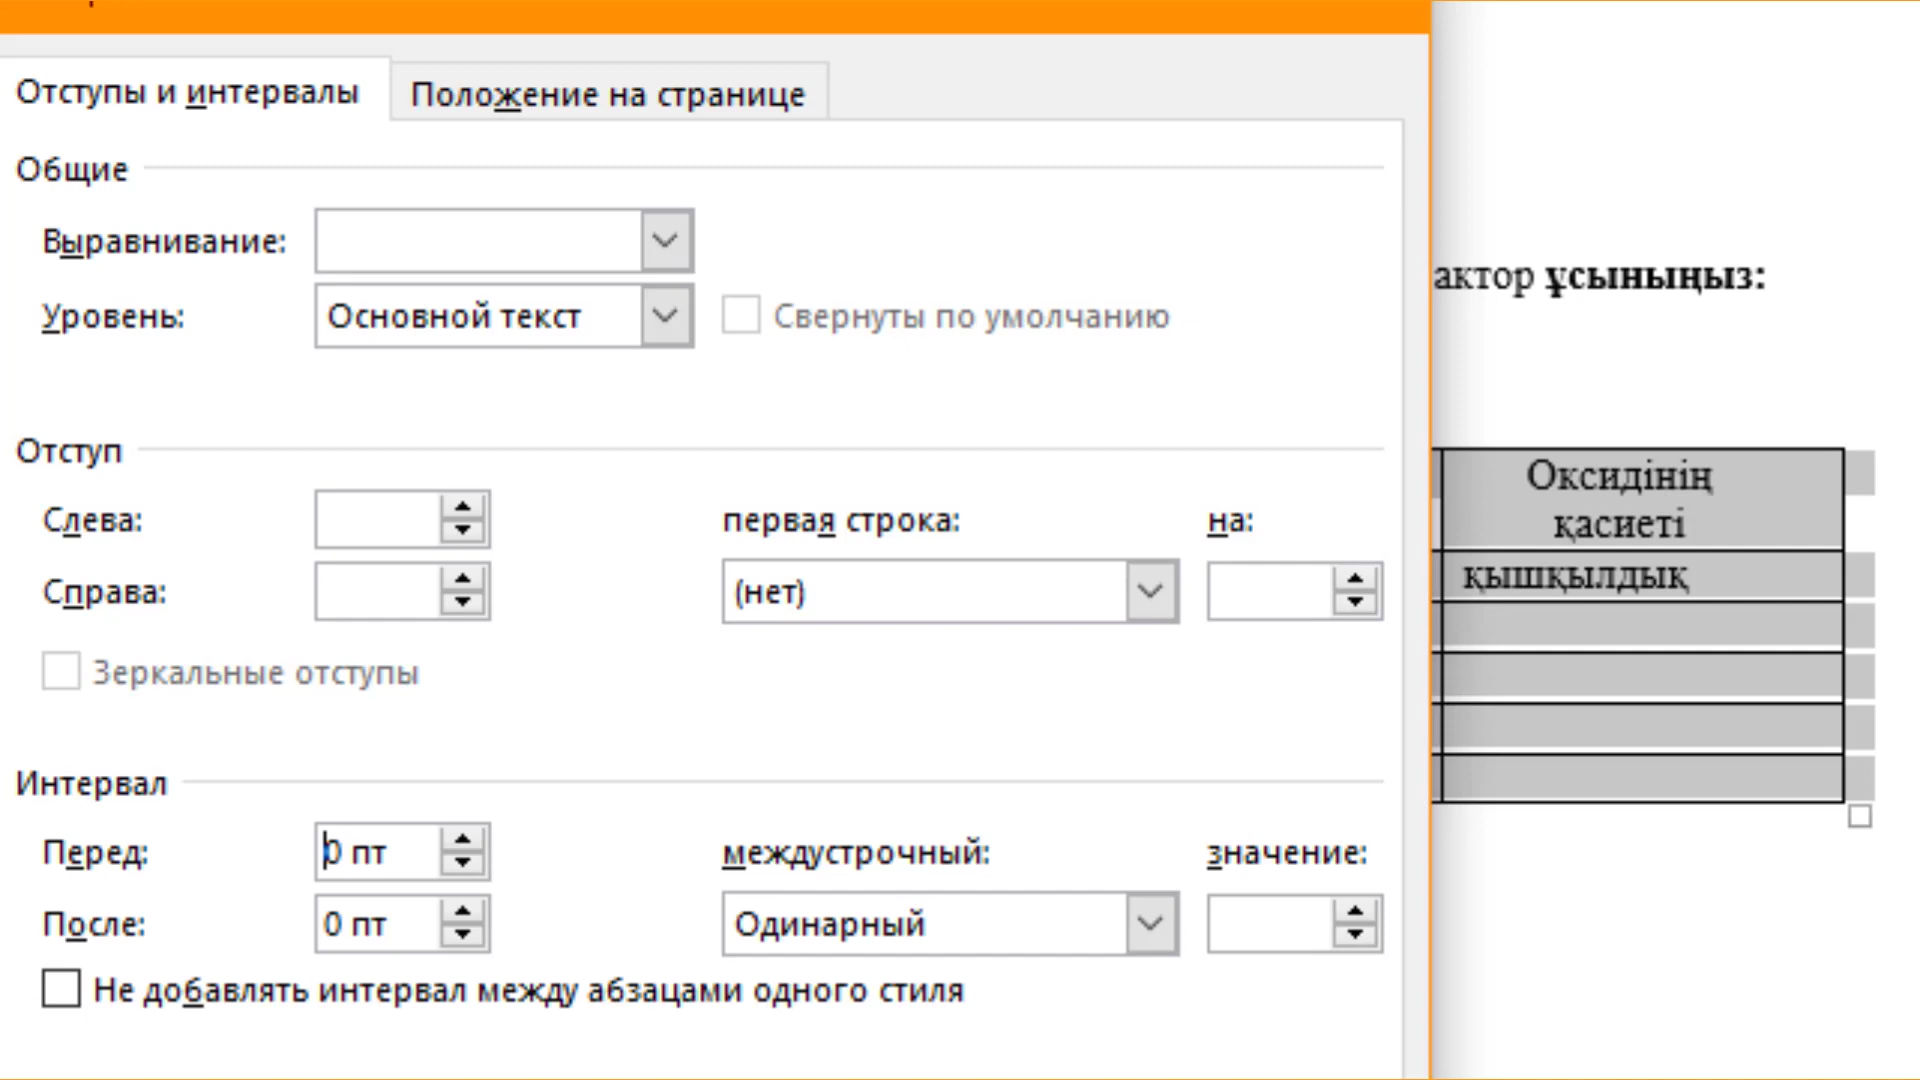 Отступы и интервалы
Положение на странице
Общие
Выравнивание:
Уровень:
Основной текст
Свернуты по умолчанию
Отступ
Слева:
первая строка:
на:
Справа:
(нет)
Зеркальные отступы
Интервал
Перед:
0 пт
междустрочный:
значение:
После:
0 пт
Одинарный
Не добавлять интервал между абзацами одного стиля
актор ұсыныңыз:
Оксидінің
қасиеті
қышқылдық